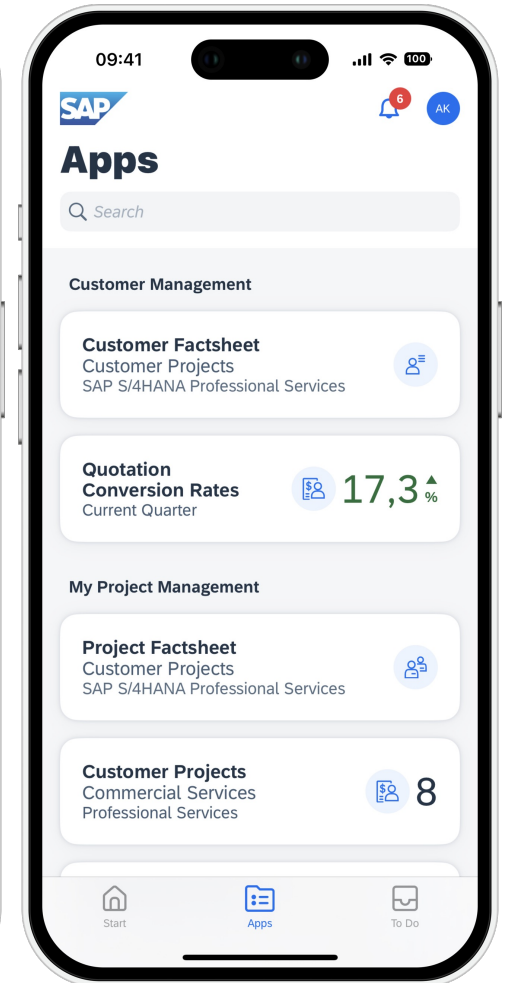 09:41
100
SAP
6
AK
Apps
Search
Customer Management
Customer Factsheet
Customer Projects
SAP S/4HANA Professional Services
Quotation
Conversion Rates
Current Quarter
17,3
%
My Project Management
Project Factsheet
Customer Projects
SAP S/4HANA Professional Services
Customer Projects
Commercial Services
Professional Services
8
Start
Apps
To Do